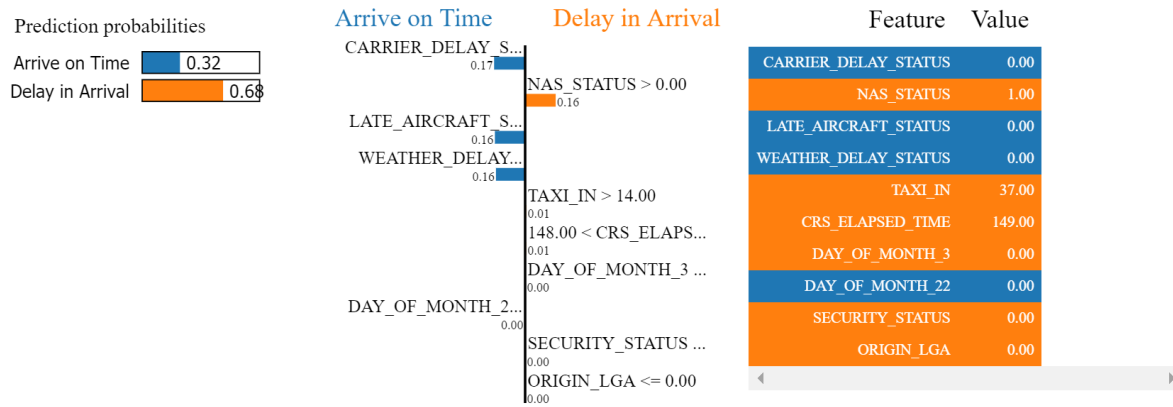 Prediction probabilities
Arrive on Time 0.32
Delay in Arrival 0.68
Arrive on Time Delay in Arrival
CARRIER_DELAY_S...
0.17
NAS_STATUS > 0.00
0.16
LATE_AIRCRAFT_S...
0.16
WEATHER_DELAY...
0.16
TAXI_IN > 14.00
0.01
148.00 < CRS_ELAPS...
0.01
DAY_OF_MONTH_3 ...
0.00
DAY_OF_MONTH_2...
0.00
SECURITY_STATUS ...
0.00
ORIGIN_LGA <= 0.00
0.00
Feature Value
CARRIER_DELAY_STATUS 0.00
NAS_STATUS 1.00
LATE_AIRCRAFT_STATUS 0.00
WEATHER_DELAY_STATUS 0.00
TAXI_IN 37.00
CRS_ELAPSED_TIME 149.00
DAY_OF_MONTH_3 0.00
DAY_OF_MONTH_22 0.00
SECURITY_STATUS 0.00
ORIGIN_LGA 0.00